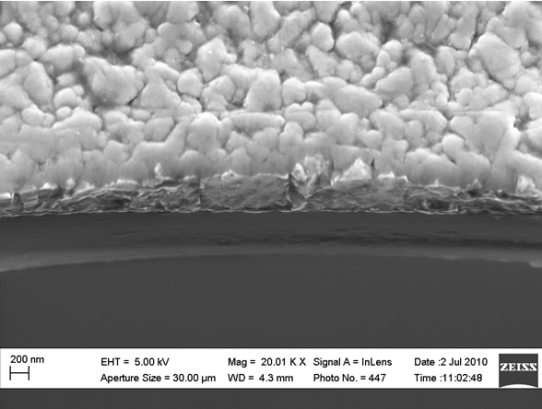 200 nm
EHT = 5.00 kV Mag = 20.01 K X Signal A = InLens Date :2 Jul 2010
Aperture Size = 30.00 µm WD = 4.3 mm Photo No. = 447 Time :11:02:48
ZEISS